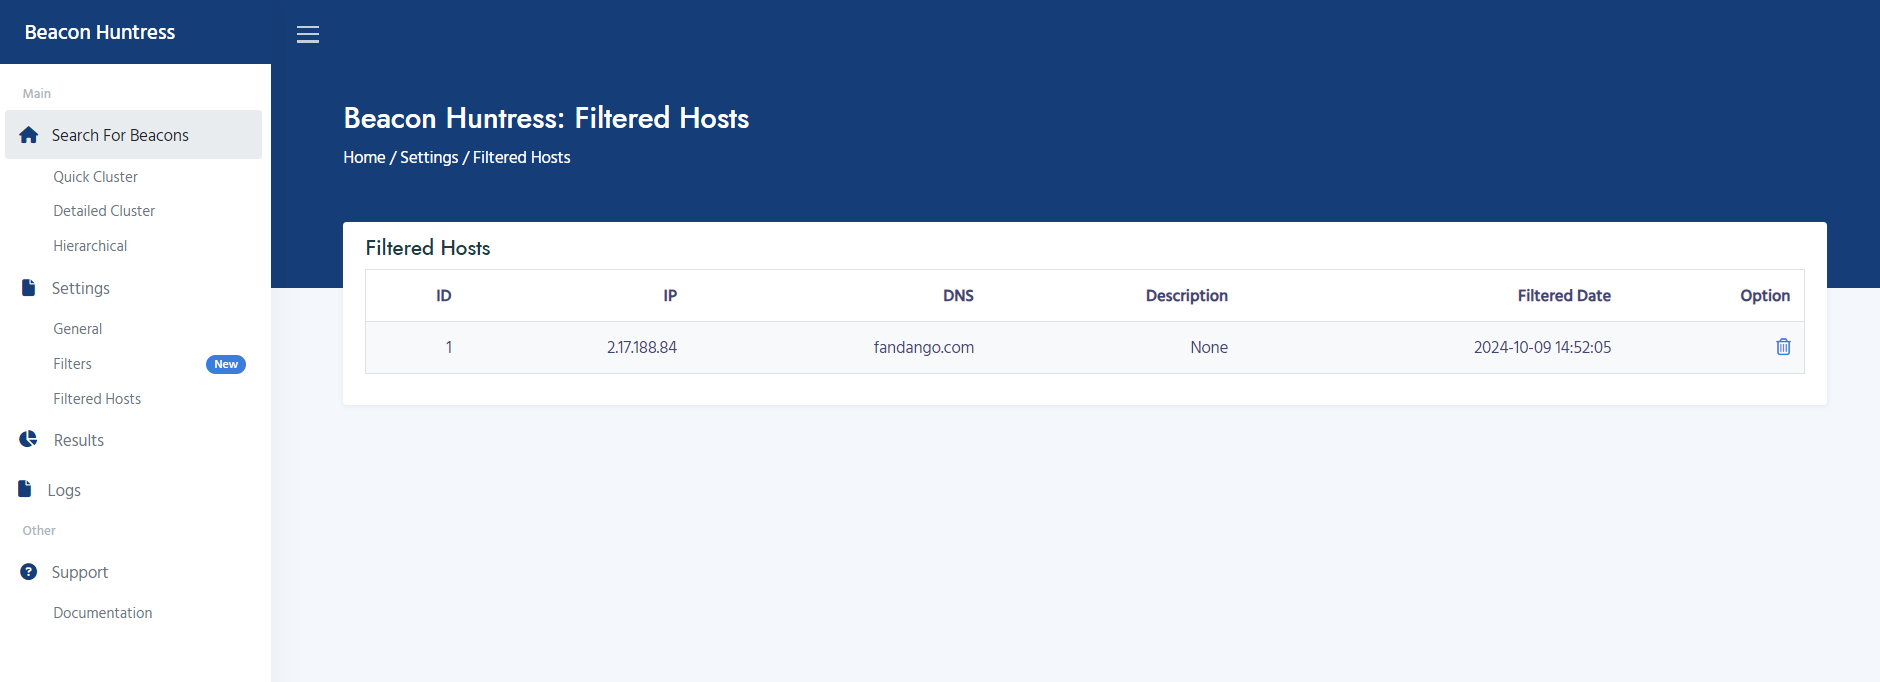 Beacon Huntress
Main
Search For Beacons
Quick Cluster
Detailed Cluster
Hierarchical
Settings
General
Filters New
Filtered Hosts
Results
Logs
Other
Support
Documentation
Beacon Huntress: Filtered Hosts
Home / Settings / Filtered Hosts
Filtered Hosts
ID IP DNS Description Filtered Date Option
1 2.17.188.84 fandango.com None 2024-10-09 14:52:05